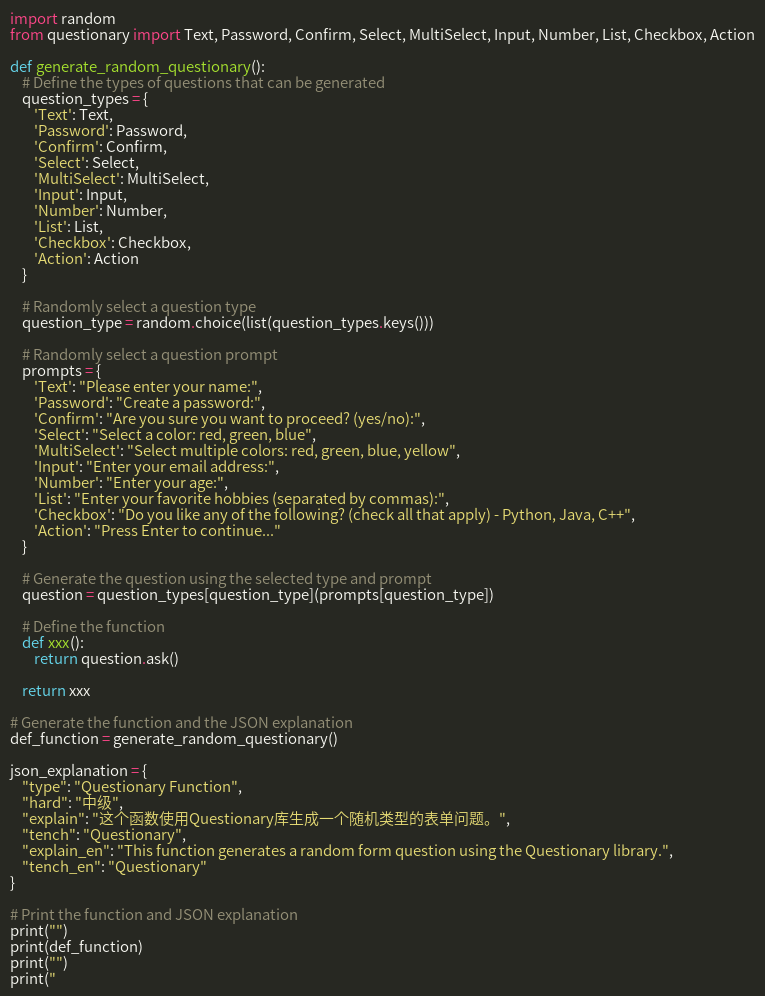 import random
from questionary import Text, Password, Confirm, Select, MultiSelect, Input, Number, List, Checkbox, Action

def generate_random_questionary():
    # Define the types of questions that can be generated
    question_types = {
        'Text': Text,
        'Password': Password,
        'Confirm': Confirm,
        'Select': Select,
        'MultiSelect': MultiSelect,
        'Input': Input,
        'Number': Number,
        'List': List,
        'Checkbox': Checkbox,
        'Action': Action
    }

    # Randomly select a question type
    question_type = random.choice(list(question_types.keys()))

    # Randomly select a question prompt
    prompts = {
        'Text': "Please enter your name:",
        'Password': "Create a password:",
        'Confirm': "Are you sure you want to proceed? (yes/no):",
        'Select': "Select a color: red, green, blue",
        'MultiSelect': "Select multiple colors: red, green, blue, yellow",
        'Input': "Enter your email address:",
        'Number': "Enter your age:",
        'List': "Enter your favorite hobbies (separated by commas):",
        'Checkbox': "Do you like any of the following? (check all that apply) - Python, Java, C++",
        'Action': "Press Enter to continue..."
    }

    # Generate the question using the selected type and prompt
    question = question_types[question_type](prompts[question_type])

    # Define the function
    def xxx():
        return question.ask()

    return xxx

# Generate the function and the JSON explanation
def_function = generate_random_questionary()

json_explanation = {
    "type": "Questionary Function",
    "hard": "中级",
    "explain": "这个函数使用Questionary库生成一个随机类型的表单问题。",
    "tench": "Questionary",
    "explain_en": "This function generates a random form question using the Questionary library.",
    "tench_en": "Questionary"
}

# Print the function and JSON explanation
print("")
print(def_function)
print("")
print("